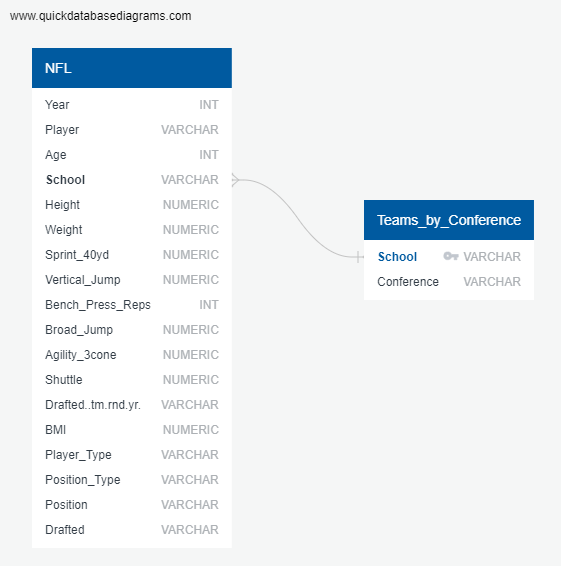 www.quickdatabasediagrams.com
NFL
Year INT
Player VARCHAR
Age INT
School VARCHAR
Height NUMERIC
Weight NUMERIC
Sprint_40yd NUMERIC
Vertical_Jump NUMERIC
Bench_Press_Reps INT
Broad_Jump NUMERIC
Agility_3cone NUMERIC
Shuttle NUMERIC
Drafted..tm.rnd.yr. VARCHAR
BMI NUMERIC
Player_Type VARCHAR
Position_Type VARCHAR
Position VARCHAR
Drafted VARCHAR
Teams_by_Conference
School VARCHAR
Conference VARCHAR